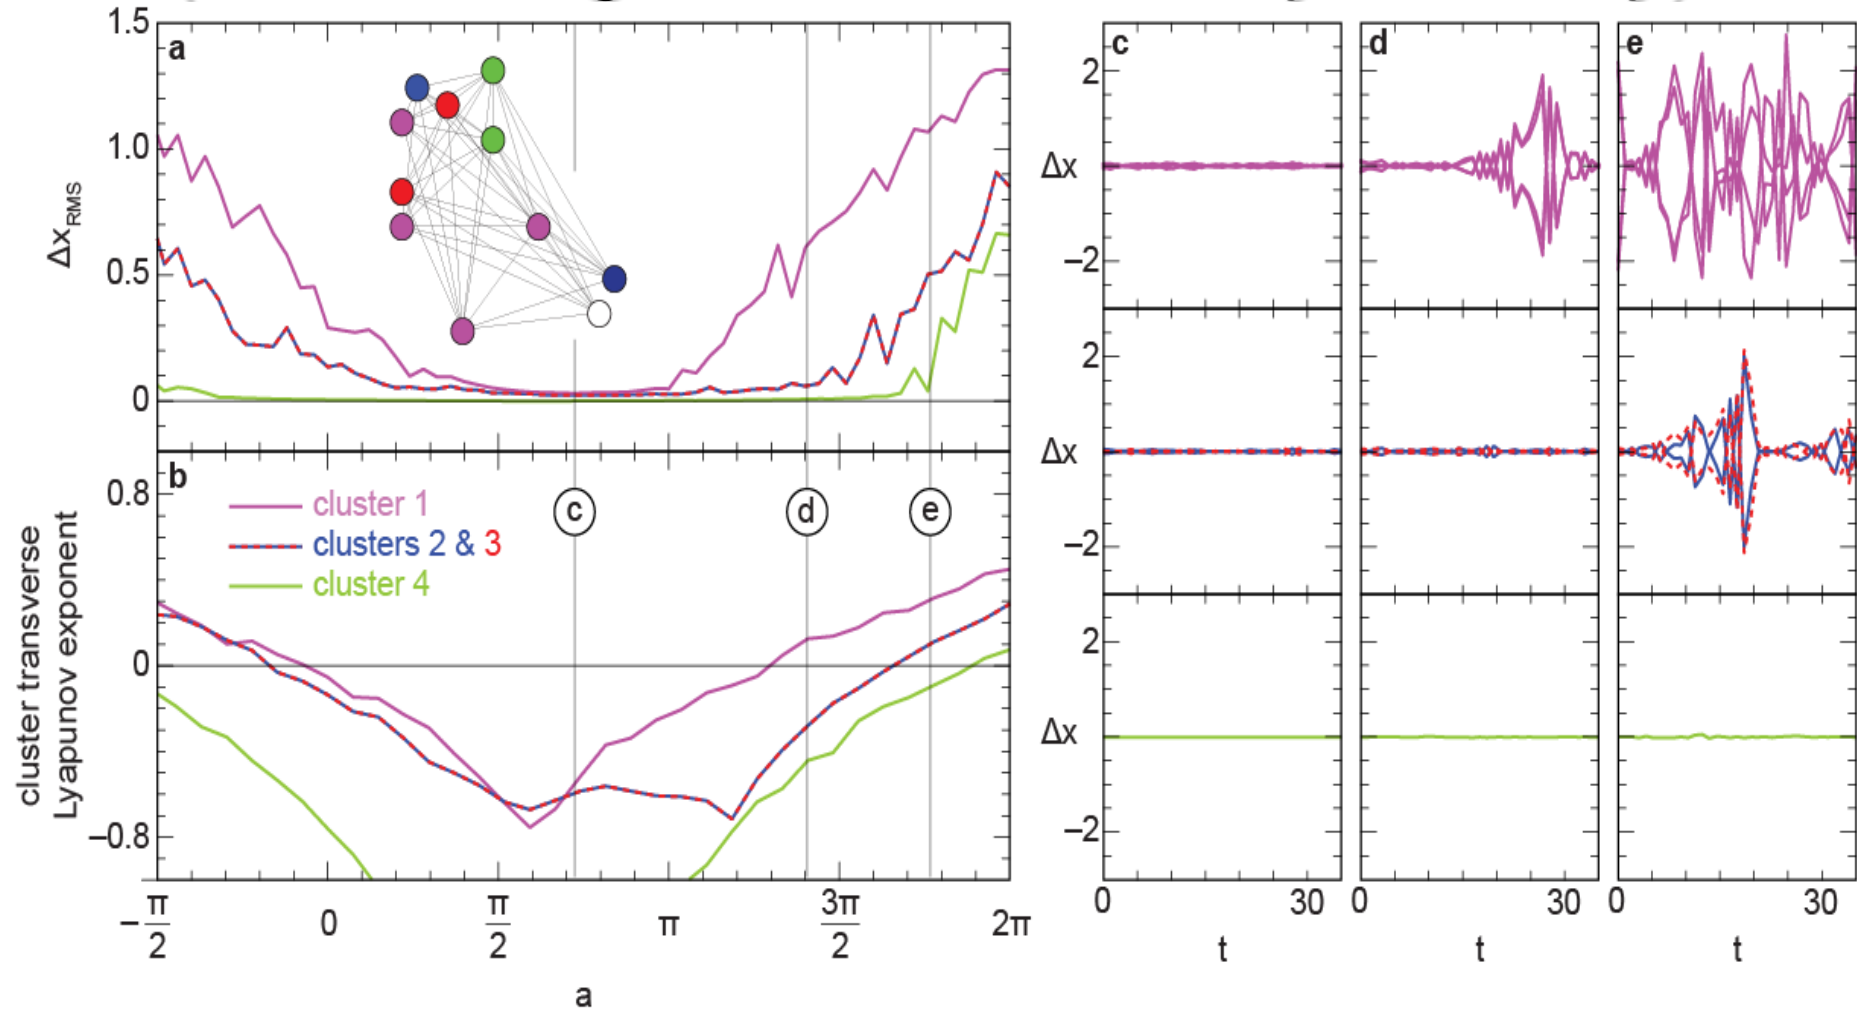 a
1.5
1.0
0.5
0
Δx_RMS
b
0.8
0
–0.8
cluster transverse
Lyapunov exponent
cluster 1
clusters 2 & 3
cluster 4
c
d
e
–π/2
0
π/2
π
3π/2
2π
a
c
d
e
Δx
2
–2
Δx
2
–2
Δx
2
–2
0
30
0
30
0
30
t
t
t